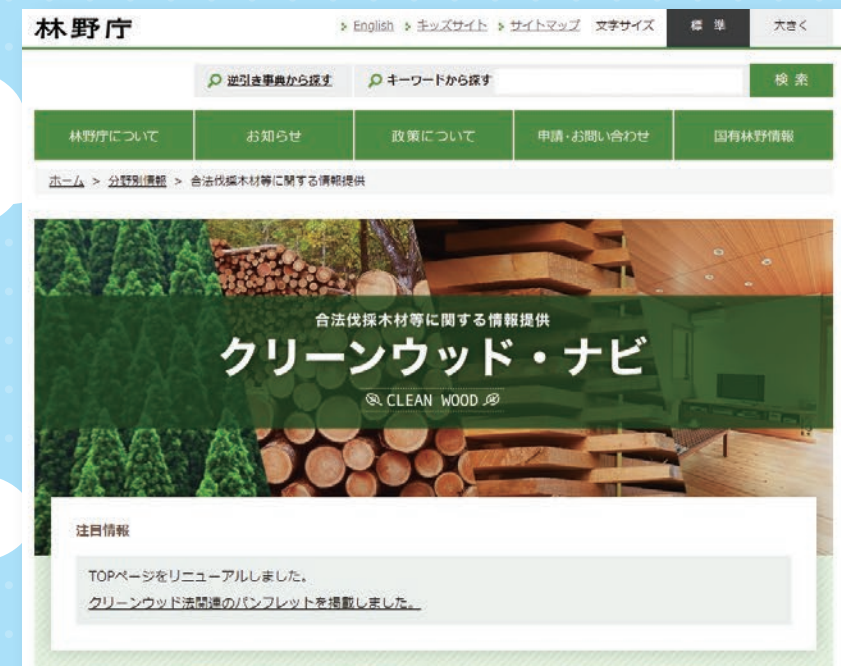 林野庁
English キッズサイト サイトマップ 文字サイズ 標準 大きく
逆引き事典から探す キーワードから探す 検索
林野庁について お知らせ 政策について 申請・お問い合わせ 国有林野情報
ホーム > 分野別情報 > 合法伐採木材等に関する情報提供
合法伐採木材等に関する情報提供
クリーンウッド・ナビ
CLEAN WOOD
注目情報
TOPページをリニューアルしました。
クリーンウッド法関連のパンフレットを掲載しました。